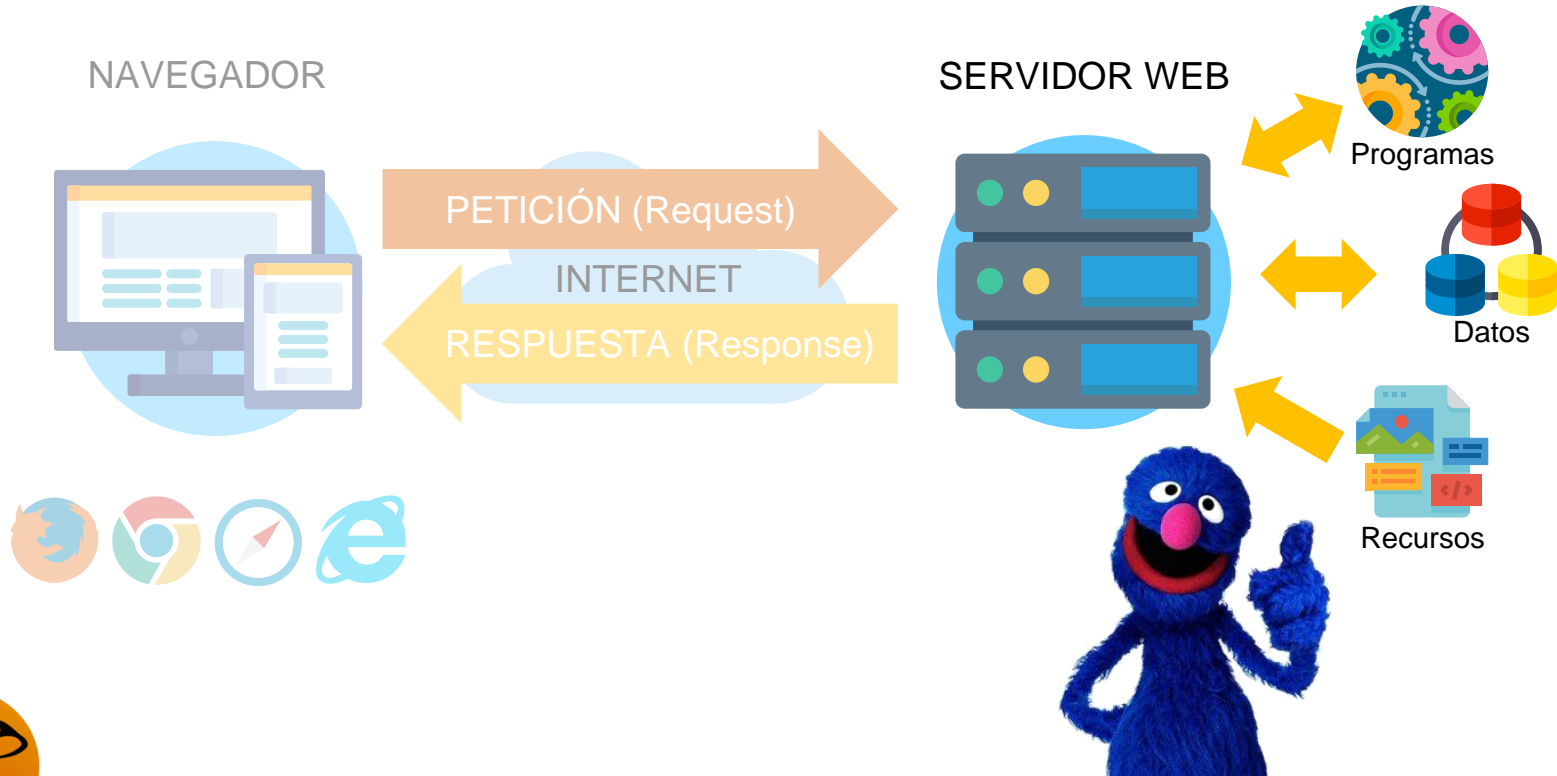 NAVEGADOR
SERVIDOR WEB
Programas
PETICIÓN (Request)
INTERNET
RESPUESTA (Response)
Datos
</>
Recursos